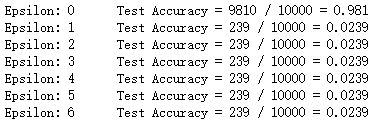 Epsilon: 0 Test Accuracy = 9810 / 10000 = 0.981
Epsilon: 1 Test Accuracy = 239 / 10000 = 0.0239
Epsilon: 2 Test Accuracy = 239 / 10000 = 0.0239
Epsilon: 3 Test Accuracy = 239 / 10000 = 0.0239
Epsilon: 4 Test Accuracy = 239 / 10000 = 0.0239
Epsilon: 5 Test Accuracy = 239 / 10000 = 0.0239
Epsilon: 6 Test Accuracy = 239 / 10000 = 0.0239